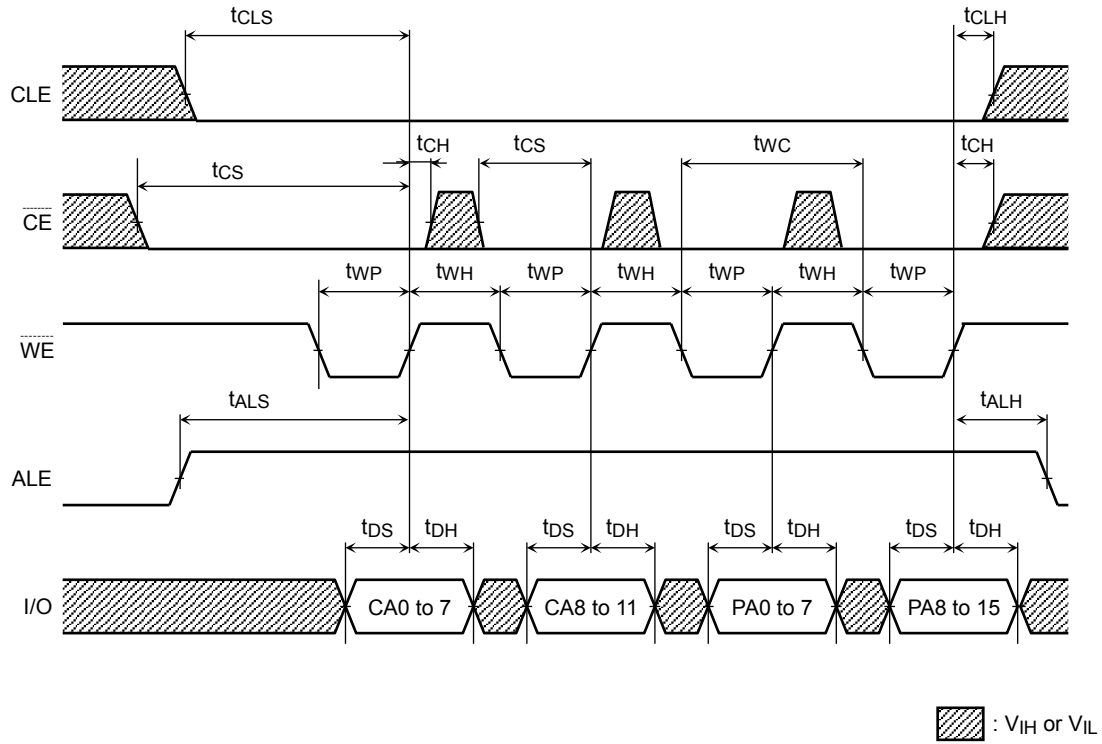 tCLS tCLH
CLE
tCH tCS tWC tCH
tCS
CE
tWP tWH tWP tWH tWP tWH tWP
WE
tALS tALH
ALE
tDS tDH tDS tDH tDS tDH tDS tDH
I/O CA0 to 7 CA8 to 11 PA0 to 7 PA8 to 15
: VIH or VIL